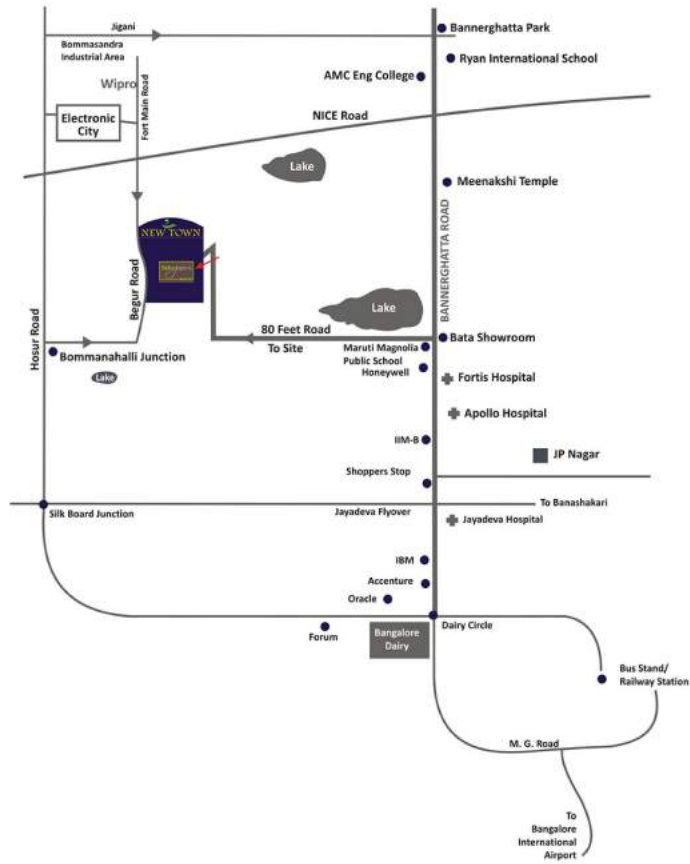 Jigani
Bannerghatta Park
Bommasandra
Industrial Area
Ryan International School
AMC Eng College
Wipro
Fort Main Road
Electronic
City
NICE Road
Lake
Meenakshi Temple
BANNERGHATTA ROAD
NEW TOWN
Begur Road
Hosur Road
Lake
80 Feet Road
To Site
Bata Showroom
Maruti Magnolia
Public School
Honeywell
Bommanahalli Junction
Lake
Fortis Hospital
Apollo Hospital
IIM-B
JP Nagar
Shoppers Stop
To Banashakari
Silk Board Junction
Jayadeva Flyover
Jayadeva Hospital
IBM
Accenture
Oracle
Dairy Circle
Forum
Bangalore
Dairy
Bus Stand/
Railway Station
M. G. Road
To
Bangalore
International
Airport